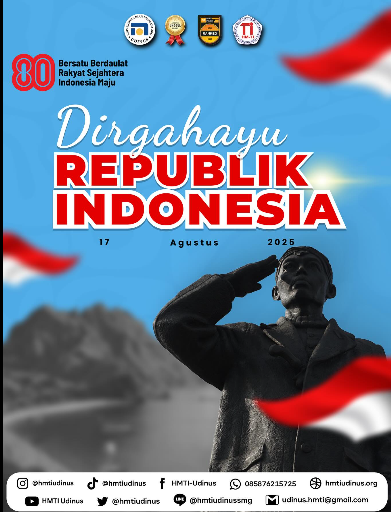 80
Bersatu Berdaulat
Rakyat Sejahtera
Indonesia Maju
Dirgahayu
REPUBLIK
INDONESIA
17 Agustus 2025
@hmtiudinus @hmtiudinus HMTI-Udinus 085876215725 hmtiudinus.org
HMTI Udinus @hmtiudinus @hmtiudinussmg udinus.hmti@gmail.com